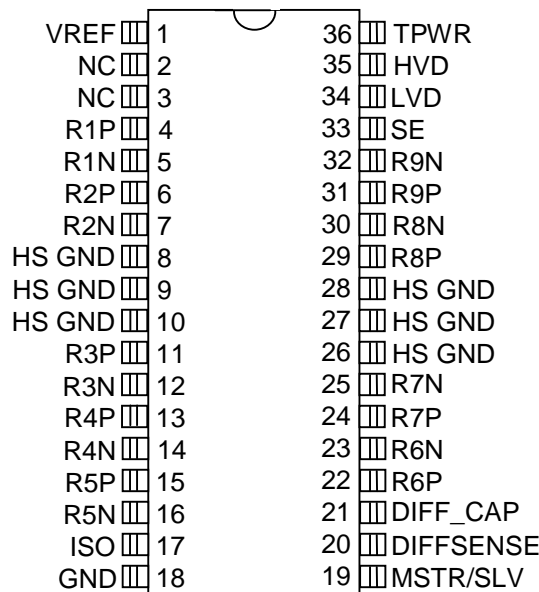 VREF 1 36 TPWR
NC 2 35 HVD
NC 3 34 LVD
R1P 4 33 SE
R1N 5 32 R9N
R2P 6 31 R9P
R2N 7 30 R8N
HS GND 8 29 R8P
HS GND 9 28 HS GND
HS GND 10 27 HS GND
R3P 11 26 HS GND
R3N 12 25 R7N
R4P 13 24 R7P
R4N 14 23 R6N
R5P 15 22 R6P
R5N 16 21 DIFF_CAP
ISO 17 20 DIFFSENSE
GND 18 19 MSTR/SLV